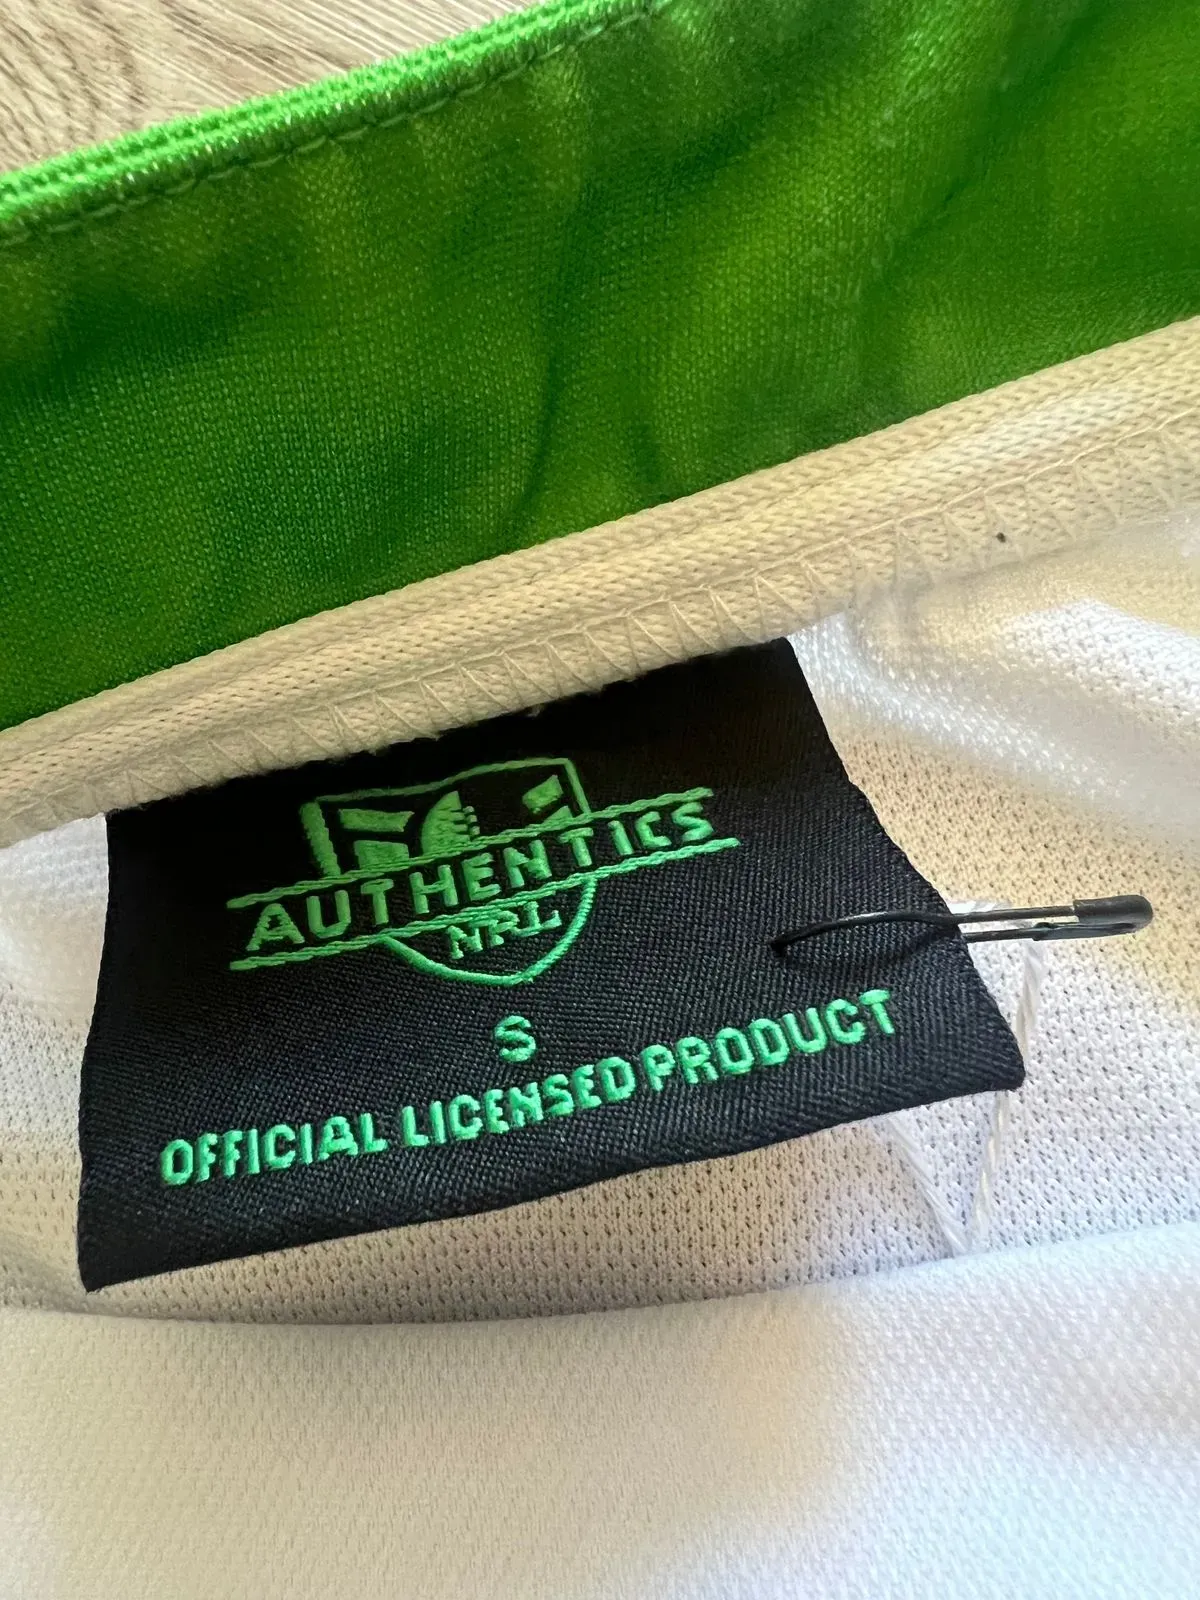 AUTHENTICS
NRL
S
OFFICIAL LICENSED PRODUCT